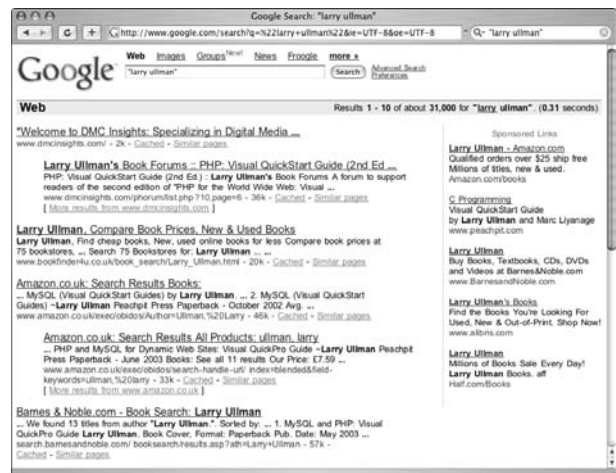 Google Search: "larry ullman"
http://www.google.com/search?q=%22larry+ullman%22&ie=UTF-8&oe=UTF-8
"larry ullman"
Web Images Groups New! News Froogle more »
Google
"larry ullman"
Search
Advanced Search
Preferences
Web
Results 1 - 10 of about 31,000 for "larry ullman". (0.31 seconds)
"Welcome to DMC Insights: Specializing in Digital Media ...
www.dmcinsights.com/ - 2k - Cached - Similar pages
Larry Ullman's Book Forums :: PHP: Visual QuickStart Guide (2nd Ed ...
PHP: Visual QuickStart Guide (2nd Ed.) : Larry Ullman's Book Forums A forum to support
readers of the second edition of "PHP for the World Wide Web: Visual ...
www.dmcinsights.com/phorum/list.php?10,page=6 - 36k - Cached - Similar pages
[ More results from www.dmcinsights.com ]
Larry Ullman, Compare Book Prices, New & Used Books
Larry Ullman, Find cheap books, New, used online books for less Compare book prices at
75 bookstores, ... Search 75 Bookstores for: Larry Ullman ... ...
www.bookfinder4u.co.uk/book_search/Larry_Ullman.html - 20k - Cached - Similar pages
Amazon.co.uk: Search Results Books:
... MySQL (Visual QuickStart Guides) by Larry Ullman. ... 2. MySQL (Visual QuickStart
Guides) ~Larry Ullman Peachpit Press Paperback - October 2002 Avg. ...
www.amazon.co.uk/exec/obidos/Author=Ullman,%20Larry - 46k - Cached - Similar pages
Amazon.co.uk: Search Results All Products: ullman, larry
... PHP and MySQL for Dynamic Web Sites: Visual QuickPro Guide ~Larry Ullman Peachpit
Press Paperback - June 2003 Books: See all 11 results Our Price: £7.59 ...
www.amazon.co.uk/exec/obidos/search-handle-url/ index=blended&field-
keywords=ullman,%20larry - 33k - Cached - Similar pages
[ More results from www.amazon.co.uk ]
Barnes & Noble.com - Book Search: Larry Ullman
... We found 13 titles from author "Larry Ullman.". Sorted by: ... 1. MySQL and PHP: Visual
QuickPro Guide Larry Ullman. Book Cover, Format: Paperback Pub. Date: May 2003 ...
search.barnesandnoble.com/ booksearch/results.asp?ath=Larry+Ullman - 57k -
Cached - Similar pages
Sponsored Links
Larry Ullman - Amazon.com
Qualified orders over $25 ship free
Millions of titles, new & used.
Amazon.com/books
C Programming
Visual QuickStart Guide
by Larry Ullman and Marc Liyanage
www.peachpit.com
Larry Ullman
Buy Books, Textbooks, CDs, DVDs
and Videos at Barnes&Noble.com
www.BarnesandNoble.com
Larry Ullman's Books
Find the Books You're Looking For
Used, New & Out-of-Print. Shop Now!
www.alibris.com
Larry Ullman
Millions of Books Sale Every Day!
Larry Ullman Books. aff
Half.com/Books